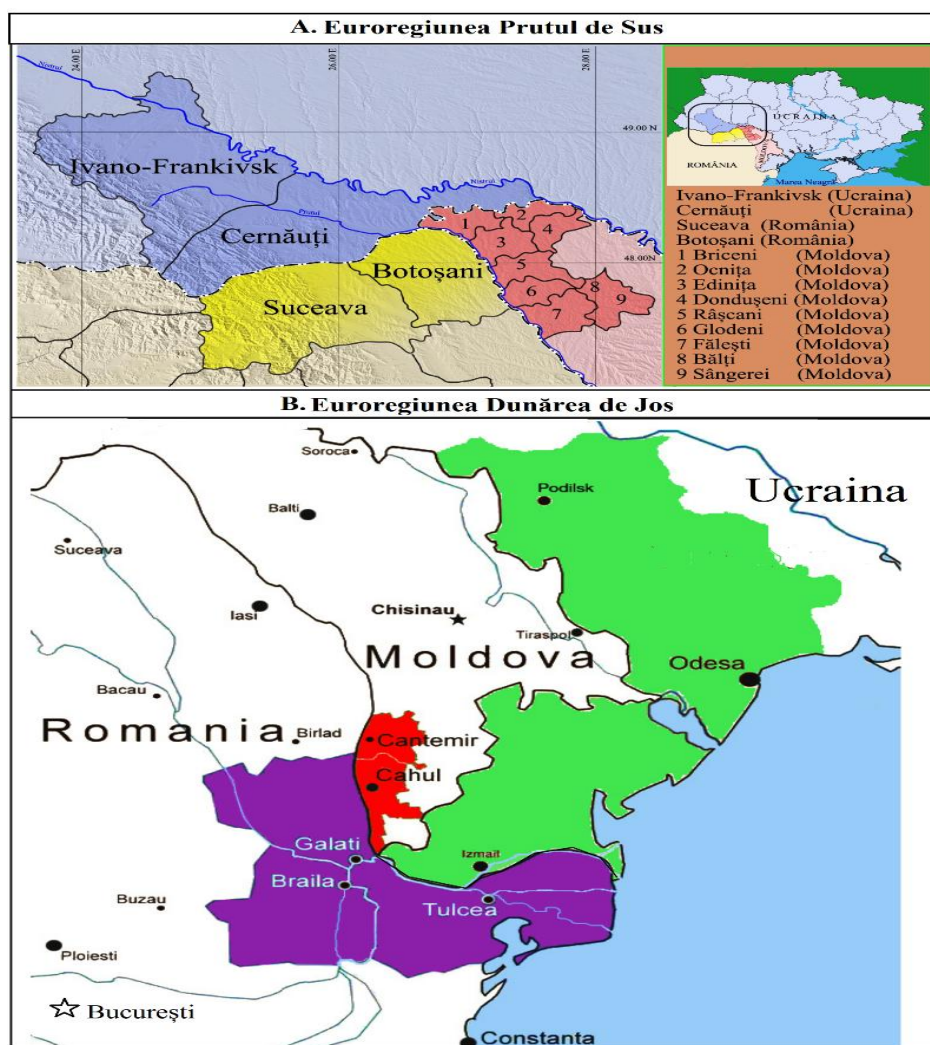 A. Euroregiunea Prutul de Sus
24.00 E
26.00 E
28.00 E
Nistrul
49.00 N
Ivano-Frankivsk
Nistrul
Prutul
Cernăuți
1
2
3
4
48.00 N
Botoșani
5
Suceava
6
8
7
9
UCRAINA
ROMÂNIA
Marea Neagră
Ivano-Frankivsk (Ucraina)
Cernăuți (Ucraina)
Suceava (România)
Botoșani (România)
1 Briceni (Moldova)
2 Ocnița (Moldova)
3 Edinița (Moldova)
4 Dondușeni (Moldova)
5 Râșcani (Moldova)
6 Glodeni (Moldova)
7 Fălești (Moldova)
8 Bălți (Moldova)
9 Sângerei (Moldova)
B. Euroregiunea Dunărea de Jos
Soroca
Podilsk
Ucraina
Balti
Suceava
Iasi
Chisinau
Tiraspol
Moldova
Odesa
Bacau
Romania
Birlad
Cantemir
Cahul
Galati
Izmail
Braila
Tulcea
Buzau
Ploiesti
București
Constanta